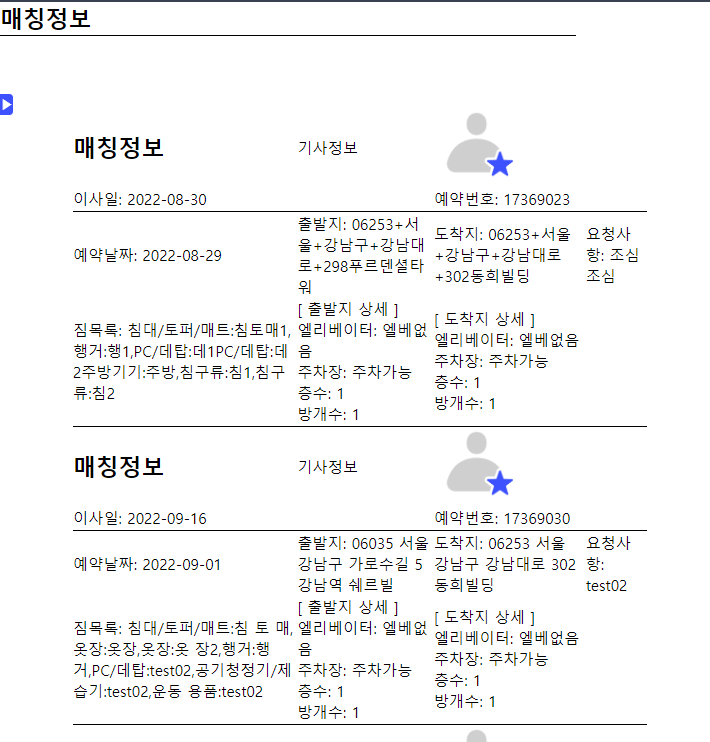 매칭정보
매칭정보
기사정보
이사일: 2022-08-30
예약번호: 17369023
예약날짜: 2022-08-29
출발지: 06253+서
울+강남구+강남대
로+298푸르덴셜타
워
도착지: 06253+서울
+강남구+강남대로
+302동희빌딩
요청사
항: 조심
조심
짐목록: 침대/토퍼/매트:침토매1,
행거:행1,PC/데탑:데1PC/데탑:데
2주방기기:주방,침구류:침1,침구
류:침2
[ 출발지 상세 ]
엘리베이터: 엘베없
음
주차장: 주차가능
층수: 1
방개수: 1
[ 도착지 상세 ]
엘리베이터: 엘베없음
주차장: 주차가능
층수: 1
방개수: 1
매칭정보
기사정보
이사일: 2022-09-16
예약번호: 17369030
예약날짜: 2022-09-01
출발지: 06035 서울
강남구 가로수길 5
강남역 쉐르빌
도착지: 06253 서울
강남구 강남대로 302
동희빌딩
요청사
항:
test02
짐목록: 침대/토퍼/매트:침 토 매,
옷장:옷장,옷장:옷 장2,행거:행
거,PC/데탑:test02,공기청정기/제
습기:test02,운동 용품:test02
[ 출발지 상세 ]
엘리베이터: 엘베없
음
주차장: 주차가능
층수: 1
방개수: 1
[ 도착지 상세 ]
엘리베이터: 엘베없음
주차장: 주차가능
층수: 1
방개수: 1